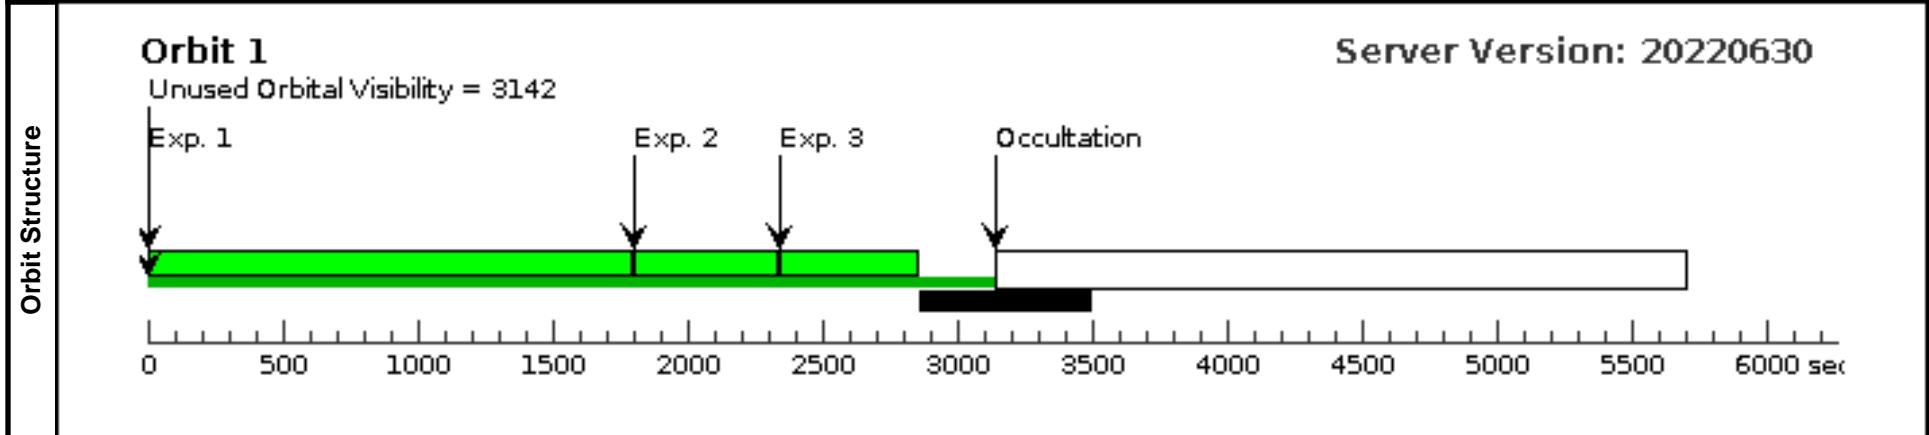 Orbit Structure
Orbit 1
Server Version: 20220630
Unused Orbital Visibility = 3142
Exp. 1 Exp. 2 Exp. 3 Occultation
0 500 1000 1500 2000 2500 3000 3500 4000 4500 5000 5500 6000 sec